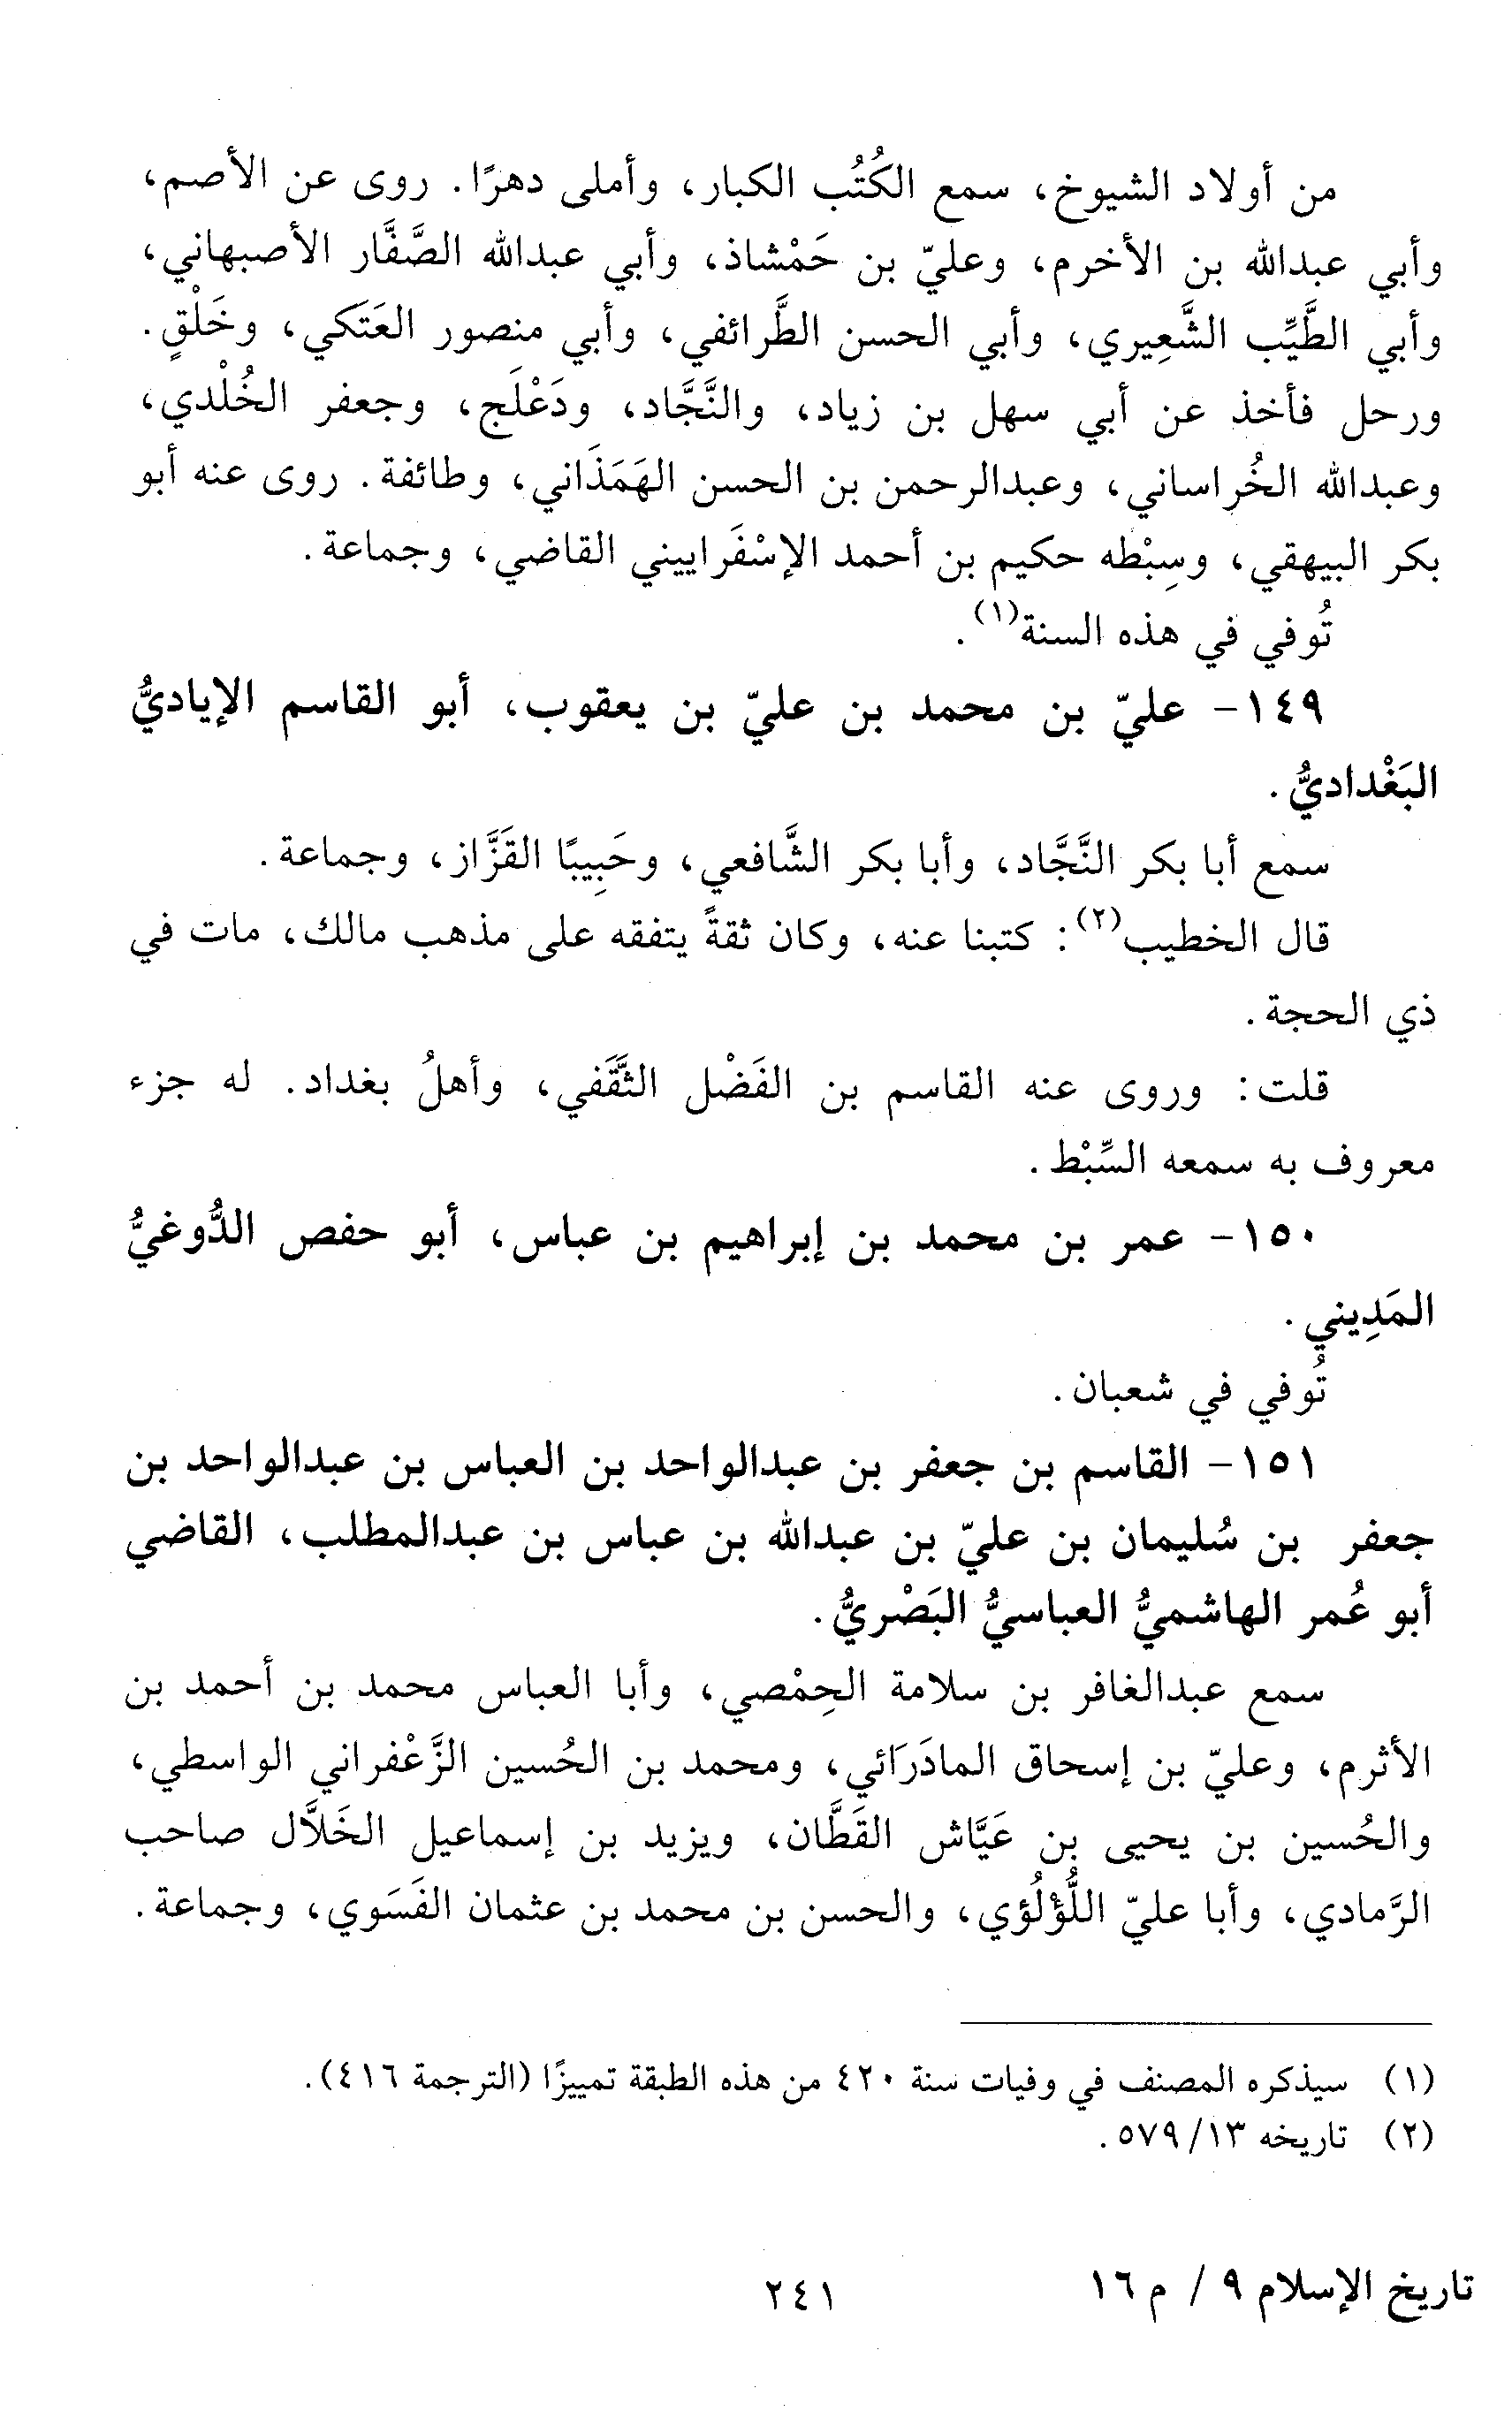 من أولاد الشيوخ، سمع الكُتُب الكبار، وأملى دهرًا. روى عن الأصم،
وأبي عبدالله بن الأخرم، وعليّ بن حَمْشاذ، وأبي عبدالله الصَّفَّار الأصبهاني،
وأبي الطَّيِّب الشَّعِيري، وأبي الحسن الطَّرائفي، وأبي منصور العَتَكي، وخَلْقٍ.
ورحل فأخذ عن أبي سهل بن زياد، والنَّجَّاد، ودَعْلَج، وجعفر الخُلْدي،
وعبدالله الخُراساني، وعبدالرحمن بن الحسن الهَمَذَاني، وطائفة. روى عنه أبو
بكر البيهقي، وسِبْطه حكيم بن أحمد الإسْفَراييني القاضي، وجماعة.
تُوفي في هذه السنة(١).
١٤٩- عليّ بن محمد بن عليّ بن يعقوب، أبو القاسم الإياديُّ
البَغْداديُّ.
سمع أبا بكر النَّجَّاد، وأبا بكر الشَّافعي، وحَبِيبًا القَزَّاز، وجماعة.
قال الخطيب(٢): كتبنا عنه، وكان ثقةً يتفقه على مذهب مالك، مات في
ذي الحجة.
قلت: وروى عنه القاسم بن الفَضْل الثَّقَفي، وأهلُ بغداد. له جزء
معروف به سمعه السِّبْط.
١٥٠- عمر بن محمد بن إبراهيم بن عباس، أبو حفص الدُّوغيُّ
المَدِيني.
تُوفي في شعبان.
١٥١- القاسم بن جعفر بن عبدالواحد بن العباس بن عبدالواحد بن
جعفر بن سُليمان بن عليّ بن عبدالله بن عباس بن عبدالمطلب، القاضي
أبو عُمر الهاشميُّ العباسيُّ البَصْريُّ.
سمع عبدالغافر بن سلامة الحِمْصي، وأبا العباس محمد بن أحمد بن
الأثرم، وعليّ بن إسحاق المادَرَائي، ومحمد بن الحُسين الزَّعْفراني الواسطي،
والحُسين بن يحيى بن عَيَّاش القَطَّان، ويزيد بن إسماعيل الخَلاَّل صاحب
الرَّمادي، وأبا عليّ اللُّؤْلُؤي، والحسن بن محمد بن عثمان الفَسَوي، وجماعة.
(١) سيذكره المصنف في وفيات سنة ٤٢٠ من هذه الطبقة تمييزًا (الترجمة ٤١٦).
(٢) تاريخه ١٣/ ٥٧٩.
تاريخ الإسلام ٩ / م ١٦
٢٤١